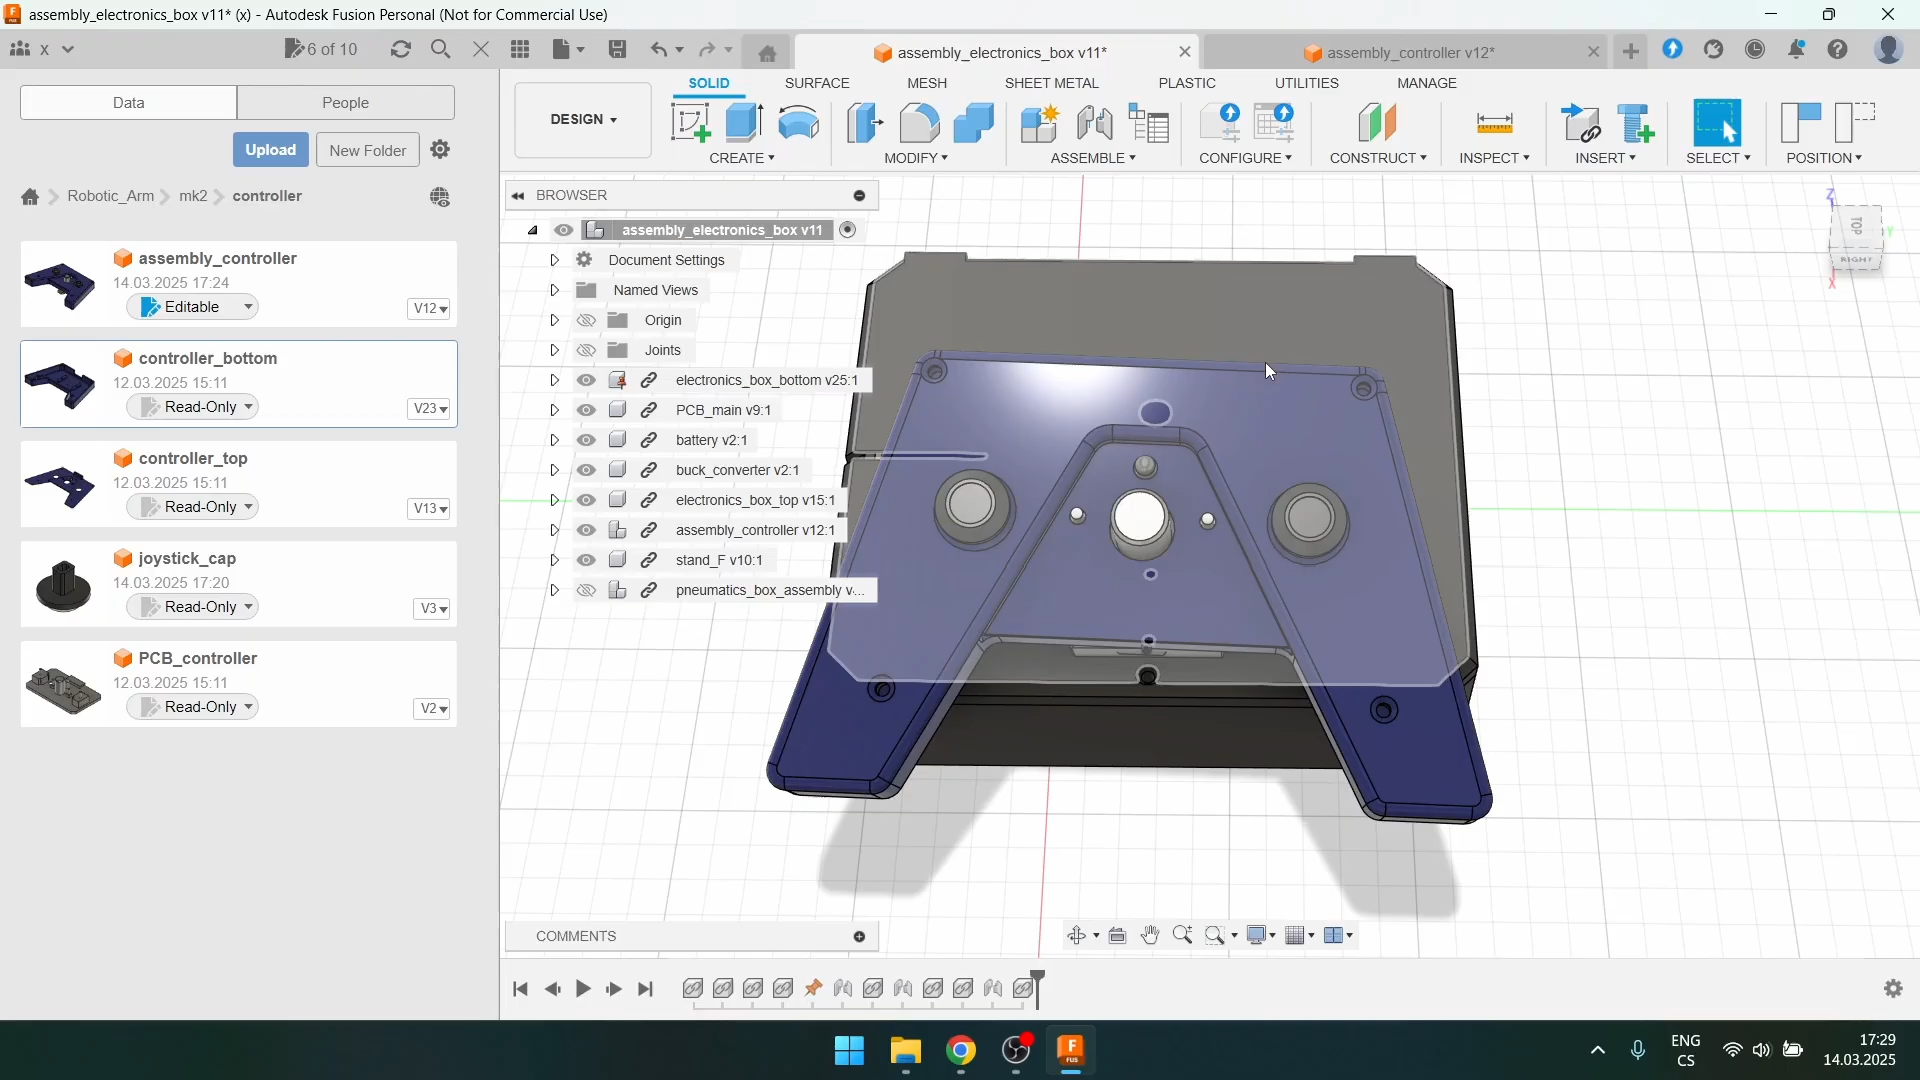 assembly_electronics_box v11* (x) - Autodesk Fusion Personal (Not for Commercial Use)
x
6 of 10
assembly_electronics_box v11*
assembly_controller v12*
Data
People
Upload
New Folder
Robotic_Arm
mk2
controller
assembly_controller
14.03.2025 17:24
Editable
V12
controller_bottom
12.03.2025 15:11
Read-Only
V23
controller_top
12.03.2025 15:11
Read-Only
V13
joystick_cap
14.03.2025 17:20
Read-Only
V3
PCB_controller
12.03.2025 15:11
Read-Only
V2
DESIGN
SOLID
SURFACE
MESH
SHEET METAL
PLASTIC
UTILITIES
MANAGE
CREATE
MODIFY
ASSEMBLE
CONFIGURE
CONSTRUCT
INSPECT
INSERT
SELECT
POSITION
BROWSER
assembly_electronics_box v11
Document Settings
Named Views
Origin
Joints
electronics_box_bottom v25:1
PCB_main v9:1
battery v2:1
buck_converter v2:1
electronics_box_top v15:1
assembly_controller v12:1
stand_F v10:1
pneumatics_box_assembly v...
Z
TOP
Y
RIGHT
X
COMMENTS
F
FUS
ENG
CS
17:29
14.03.2025